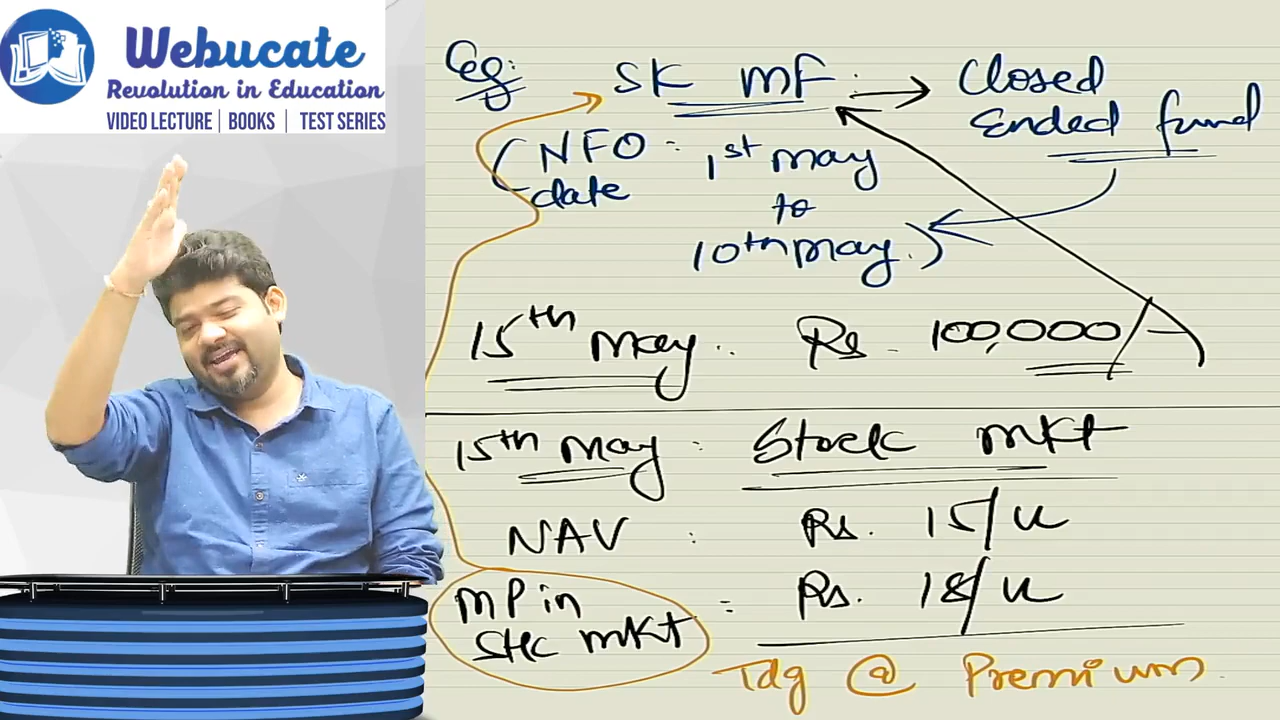 Webucate
Revolution in Education
VIDEO LECTURE | BOOKS | TEST SERIES
Eg:
SK MF : → Closed
Ended fund
(NFO : 1st may
date to
10th may.)
15th may.. Rs. 100,000/-
15th may : Stock mkt
NAV : Rs. 15/u
MP in = Rs. 18/u
Stk mkt
Tdg @ Premium.